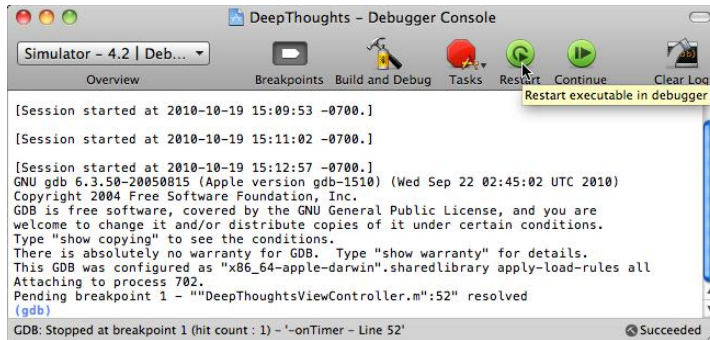 DeepThoughts – Debugger Console
Simulator – 4.2 | Deb...
Overview Breakpoints Build and Debug Tasks Restart Continue Clear Log
Restart executable in debugger
[Session started at 2010-10-19 15:09:53 -0700.]
[Session started at 2010-10-19 15:11:02 -0700.]
[Session started at 2010-10-19 15:12:57 -0700.]
GNU gdb 6.3.50-20050815 (Apple version gdb-1510) (Wed Sep 22 02:45:02 UTC 2010)
Copyright 2004 Free Software Foundation, Inc.
GDB is free software, covered by the GNU General Public License, and you are
welcome to change it and/or distribute copies of it under certain conditions.
Type "show copying" to see the conditions.
There is absolutely no warranty for GDB.  Type "show warranty" for details.
This GDB was configured as "x86_64-apple-darwin".sharedlibrary apply-load-rules all
Attaching to process 702.
Pending breakpoint 1 - ""DeepThoughtsViewController.m":52" resolved
(gdb)
GDB: Stopped at breakpoint 1 (hit count : 1) – '-onTimer – Line 52' Succeeded